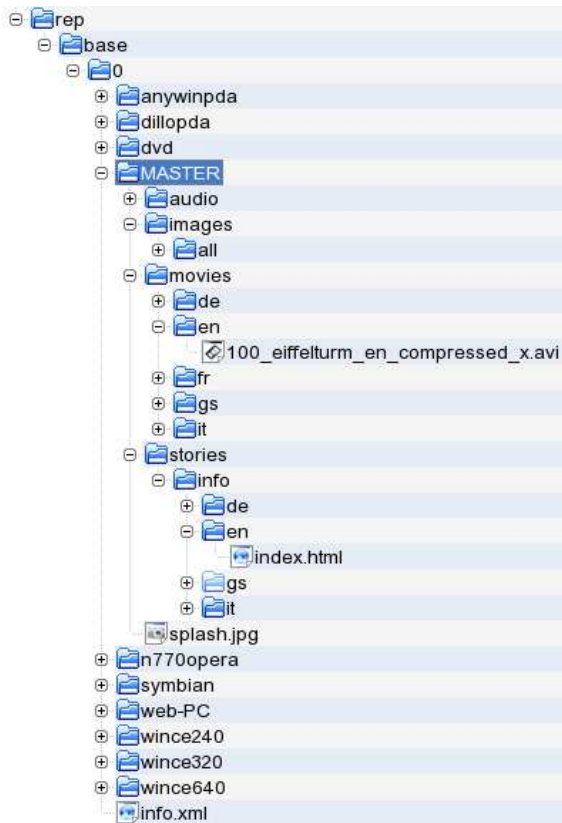 rep
base
0
anywinpda
dillopda
dvd
MASTER
audio
images
all
movies
de
en
100_eiffelturm_en_compressed_x.avi
fr
gs
it
stories
info
de
en
index.html
gs
it
splash.jpg
n770opera
symbian
web-PC
wince240
wince320
wince640
info.xml